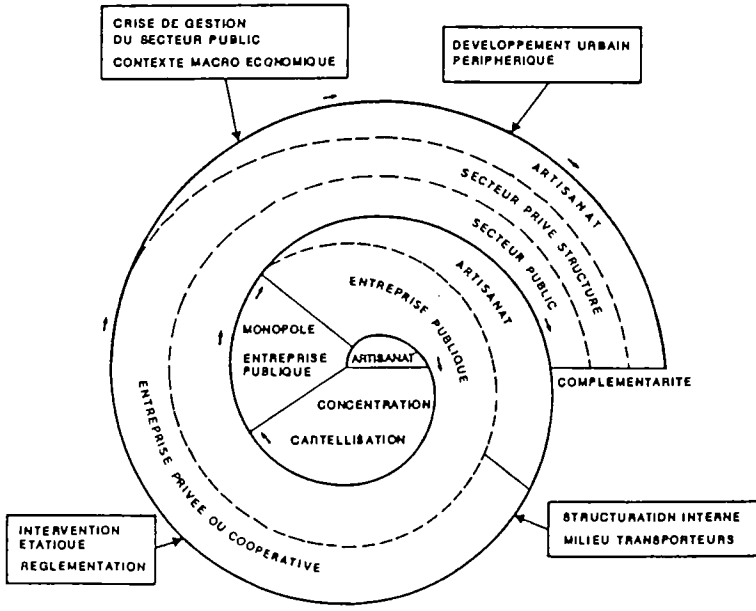 CRISE DE GESTION
DU SECTEUR PUBLIC
CONTEXTE MACRO ECONOMIQUE
DEVELOPPEMENT URBAIN
PERIPHERIQUE
ARTISANAT
SECTEUR PRIVE STRUCTURE
SECTEUR PUBLIC
ARTISANAT
ENTREPRISE PUBLIQUE
MONOPOLE
ENTREPRISE
PUBLIQUE
ARTISANAT
CONCENTRATION
CARTELLISATION
COMPLEMENTARITE
ENTREPRISE PRIVEE OU COOPERATIVE
INTERVENTION
ETATIQUE
REGLEMENTATION
STRUCTURATION INTERNE
MILIEU TRANSPORTEURS